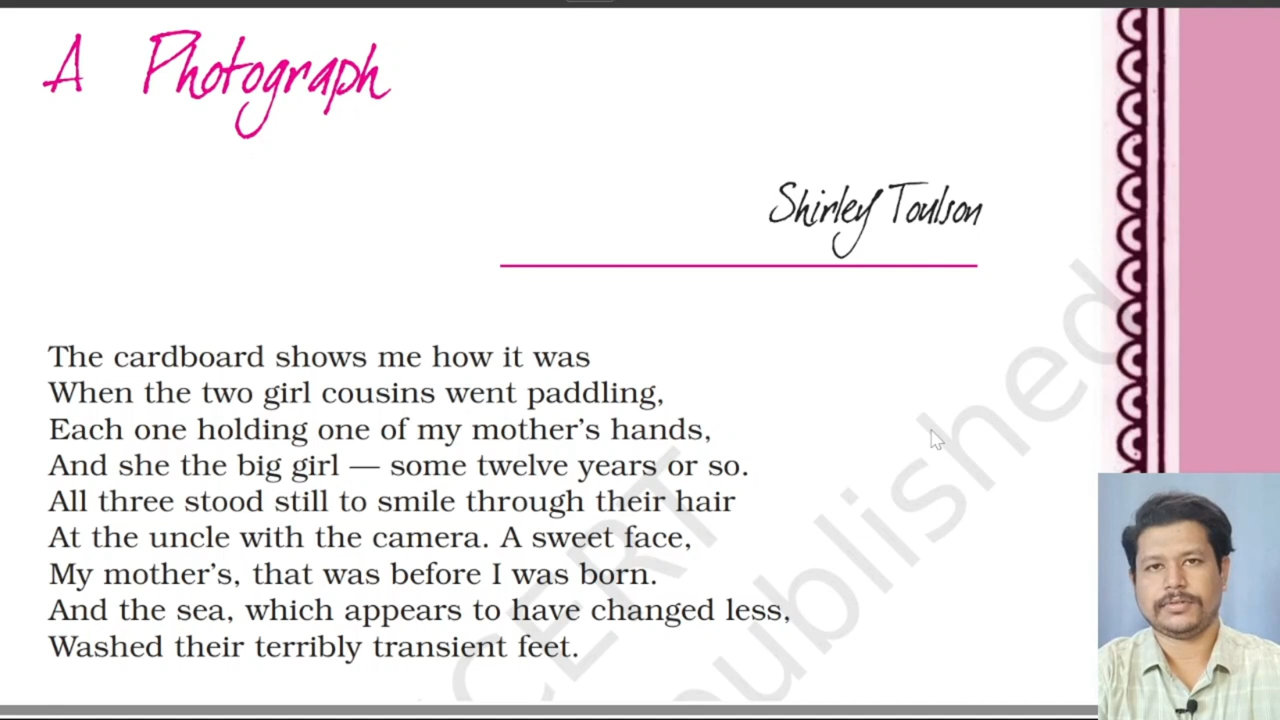 A Photograph
Shirley Toulson
The cardboard shows me how it was
When the two girl cousins went paddling,
Each one holding one of my mother's hands,
And she the big girl — some twelve years or so.
All three stood still to smile through their hair
At the uncle with the camera. A sweet face,
My mother's, that was before I was born.
And the sea, which appears to have changed less,
Washed their terribly transient feet.